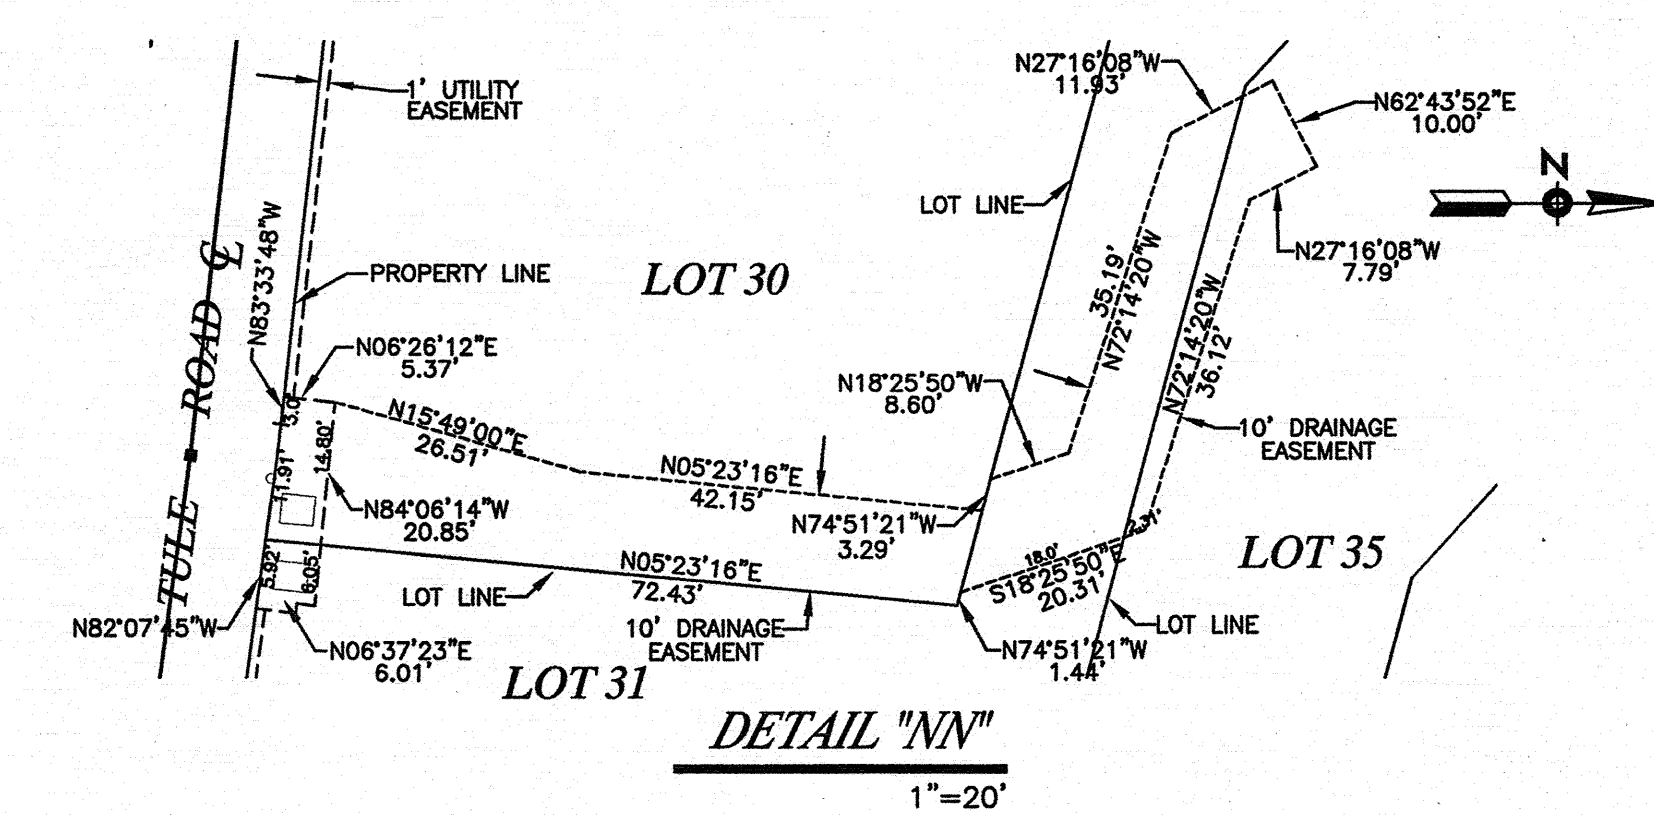 1' UTILITY
EASEMENT
N27°16'08"W
11.93'
N62°43'52"E
10.00'
N
LOT LINE
N27°16'08"W
7.79'
N83°33'48"W
PROPERTY LINE
LOT 30
TULE ROAD ℄
35.19'
N72°14'20"W
N72°14'20"W
36.12'
N06°26'12"E
5.37'
3.0'
N15°49'00"E
26.51'
N18°25'50"W
8.60'
14.80'
11.91'
N05°23'16"E
42.15'
10' DRAINAGE
EASEMENT
N84°06'14"W
20.85'
N74°51'21"W
3.29'
2.31'
18.0'
S18°25'50"E
20.31'
LOT 35
5.92'
6.05'
N05°23'16"E
72.43'
LOT LINE
N82°07'45"W
10' DRAINAGE
EASEMENT
LOT LINE
N06°37'23"E
6.01'
N74°51'21"W
1.44'
LOT 31
DETAIL "NN"
1"=20'